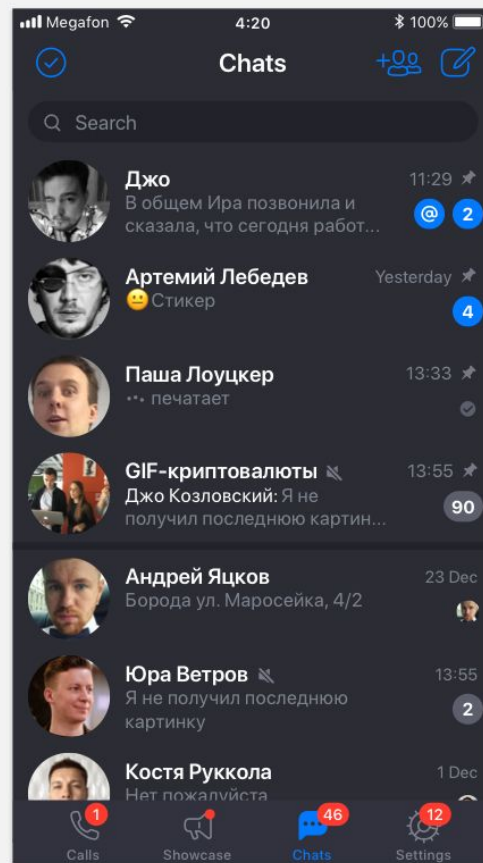 Megafon 4:20 100%
Chats
Search
Джо 11:29
В общем Ира позвонила и
сказала, что сегодня работ...
@ 2
Артемий Лебедев Yesterday
Стикер
4
Паша Лоуцкер 13:33
печатает
GIF-криптовалюты 13:55
Джо Козловский: Я не
получил последнюю картин...
90
Андрей Яцков 23 Dec
Борода ул. Маросейка, 4/2
Юра Ветров 13:55
Я не получил последнюю
картинку
2
Костя Руккола 1 Dec
Нет пожалуйста
1 46 12
Calls Showcase Chats Settings